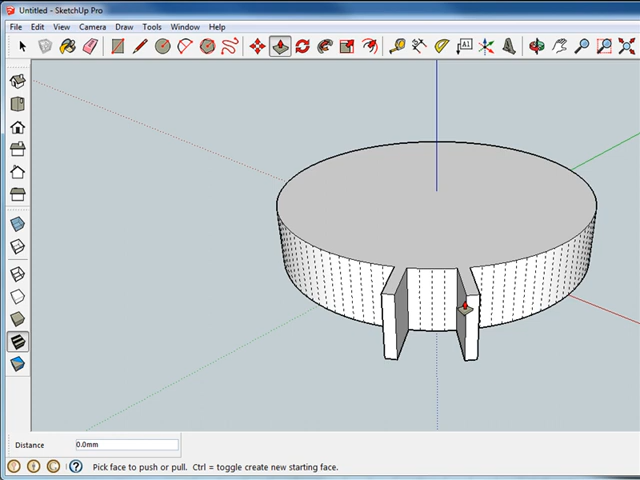 Untitled - SketchUp Pro
File Edit View Camera Draw Tools Window Help
A1
Distance 0.0mm
Pick face to push or pull. Ctrl = toggle create new starting face.